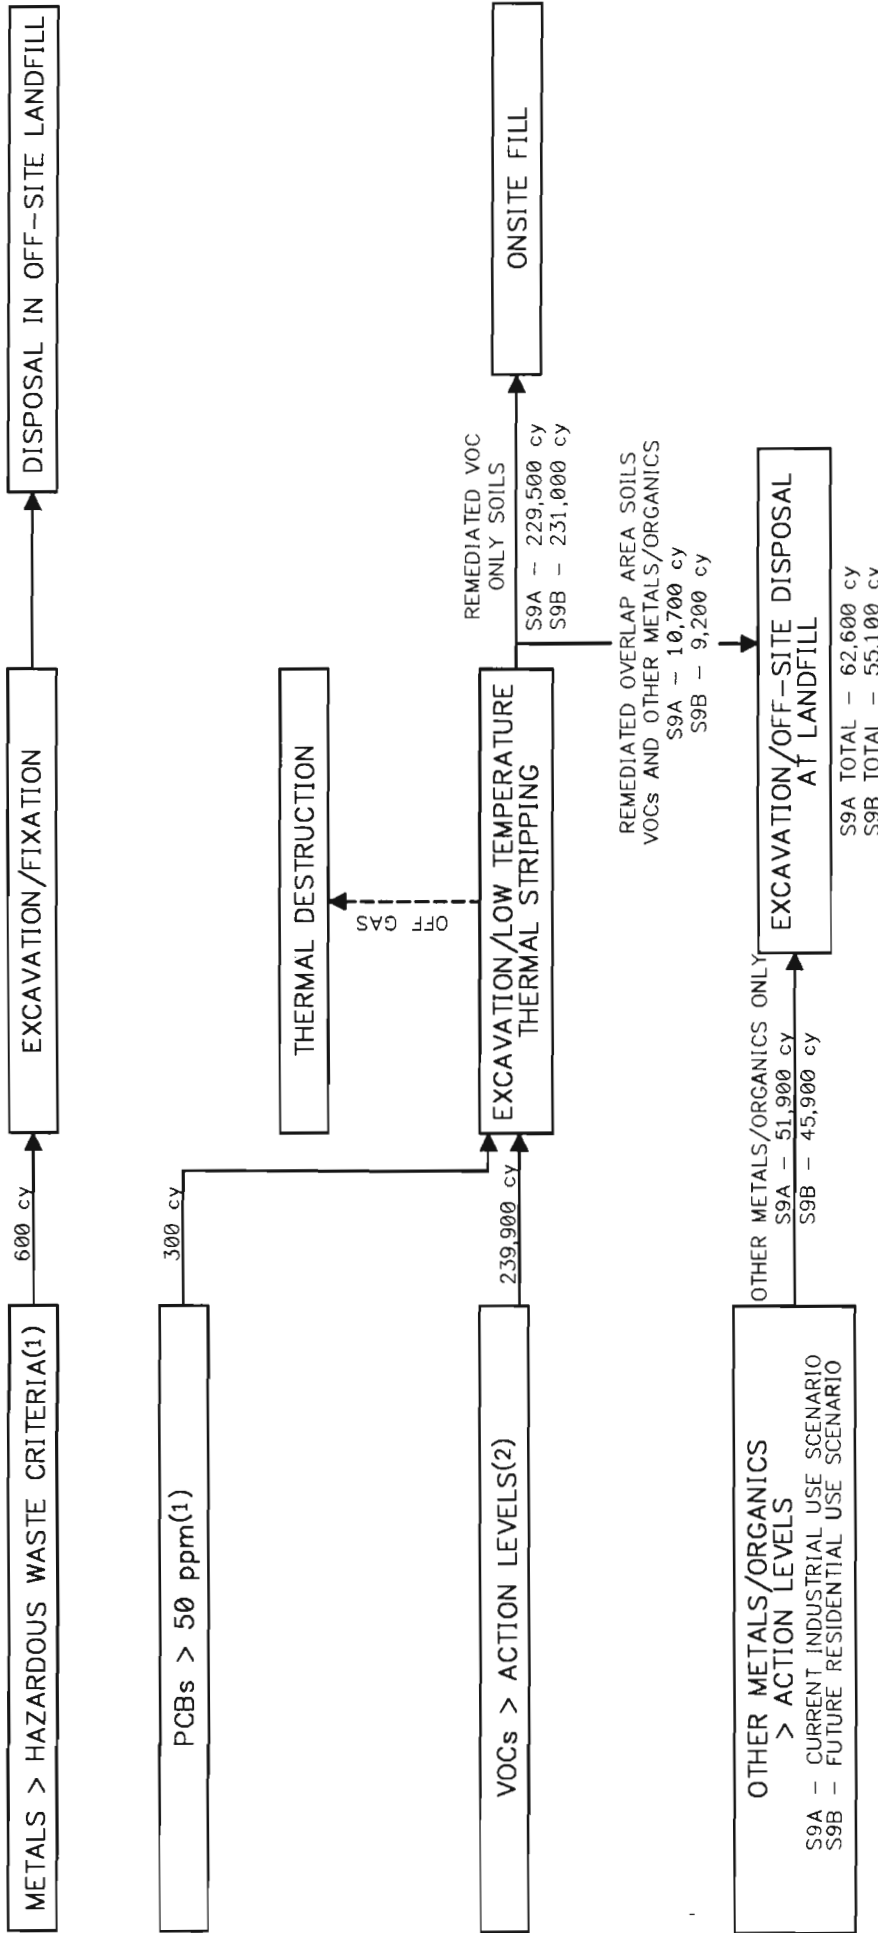 METALS > HAZARDOUS WASTE CRITERIA(1)
600 cy
EXCAVATION/FIXATION
DISPOSAL IN OFF-SITE LANDFILL
PCBs > 50 ppm(1)
300 cy
THERMAL DESTRUCTION
OFF GAS
VOCs > ACTION LEVELS(2)
239,900 cy
EXCAVATION/LOW TEMPERATURE
THERMAL STRIPPING
REMEDIATED VOC
ONLY SOILS
S9A - 229,500 cy
S9B - 231,000 cy
ONSITE FILL
REMEDIATED OVERLAP AREA SOILS
VOCs AND OTHER METALS/ORGANICS
S9A - 10,700 cy
S9B - 9,200 cy
OTHER METALS/ORGANICS
> ACTION LEVELS
S9A - CURRENT INDUSTRIAL USE SCENARIO
S9B - FUTURE RESIDENTIAL USE SCENARIO
OTHER METALS/ORGANICS ONLY
S9A - 51,900 cy
S9B - 45,900 cy
EXCAVATION/OFF-SITE DISPOSAL
AT LANDFILL
S9A TOTAL - 62,600 cy
S9B TOTAL - 55,100 cy